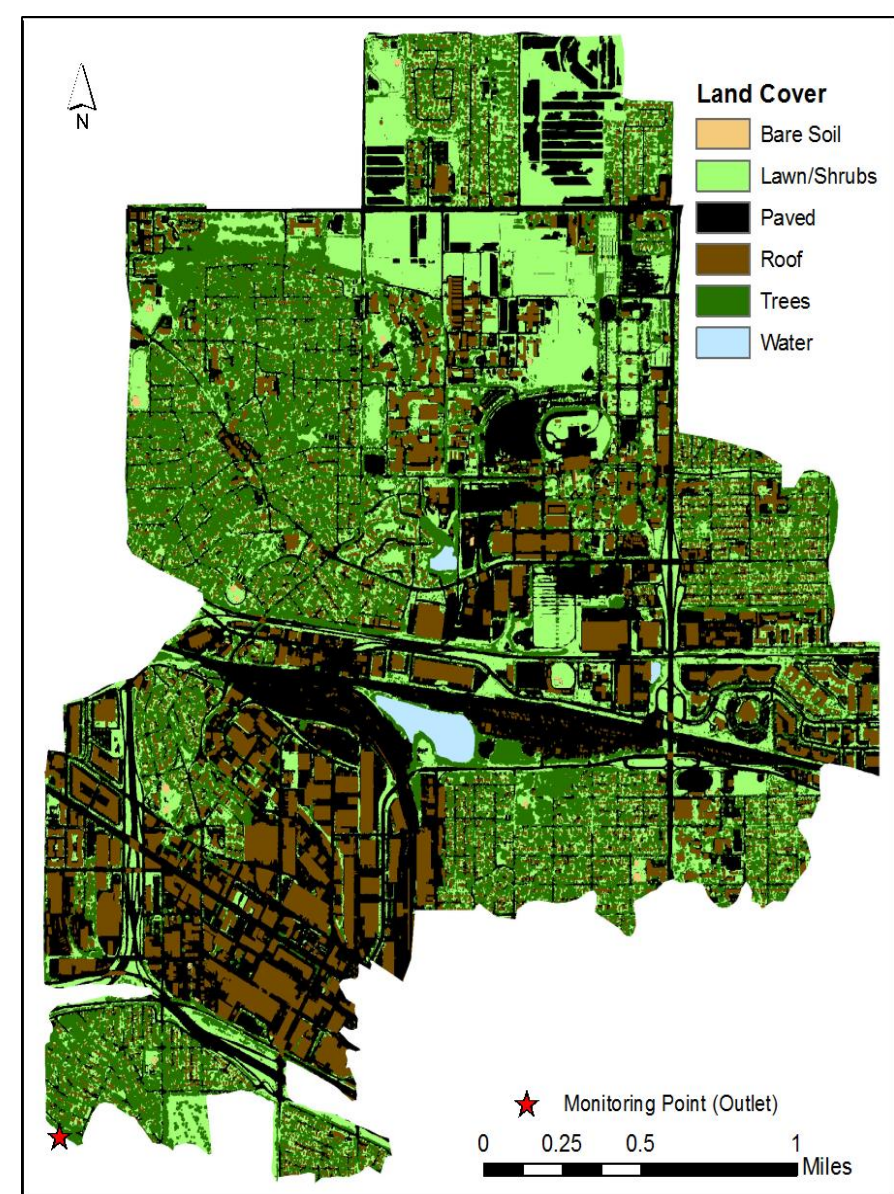 N
Land Cover
Bare Soil
Lawn/Shrubs
Paved
Roof
Trees
Water
Monitoring Point (Outlet)
0 0.25 0.5 1
Miles